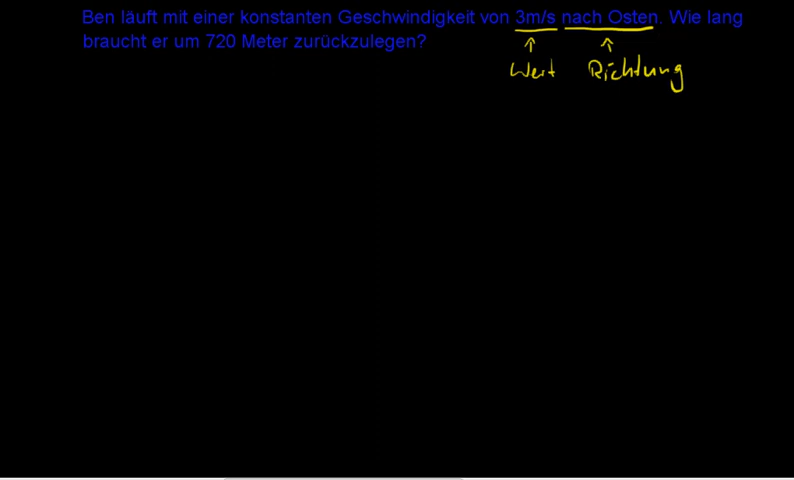 Ben läuft mit einer konstanten Geschwindigkeit von 3m/s nach Osten. Wie lang
braucht er um 720 Meter zurückzulegen?
Wert Richtung